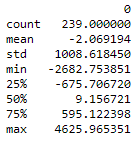 0
count 239.000000
mean -2.069194
std 1008.618450
min -2682.753851
25% -675.706720
50% 9.156721
75% 595.122398
max 4625.965351